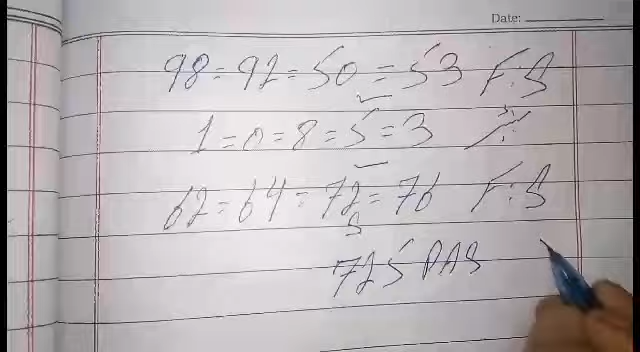 Date:
98=92=50=53 F:S
1=0=8=5=3
62=64=72=76 F:S
S
725 PAS